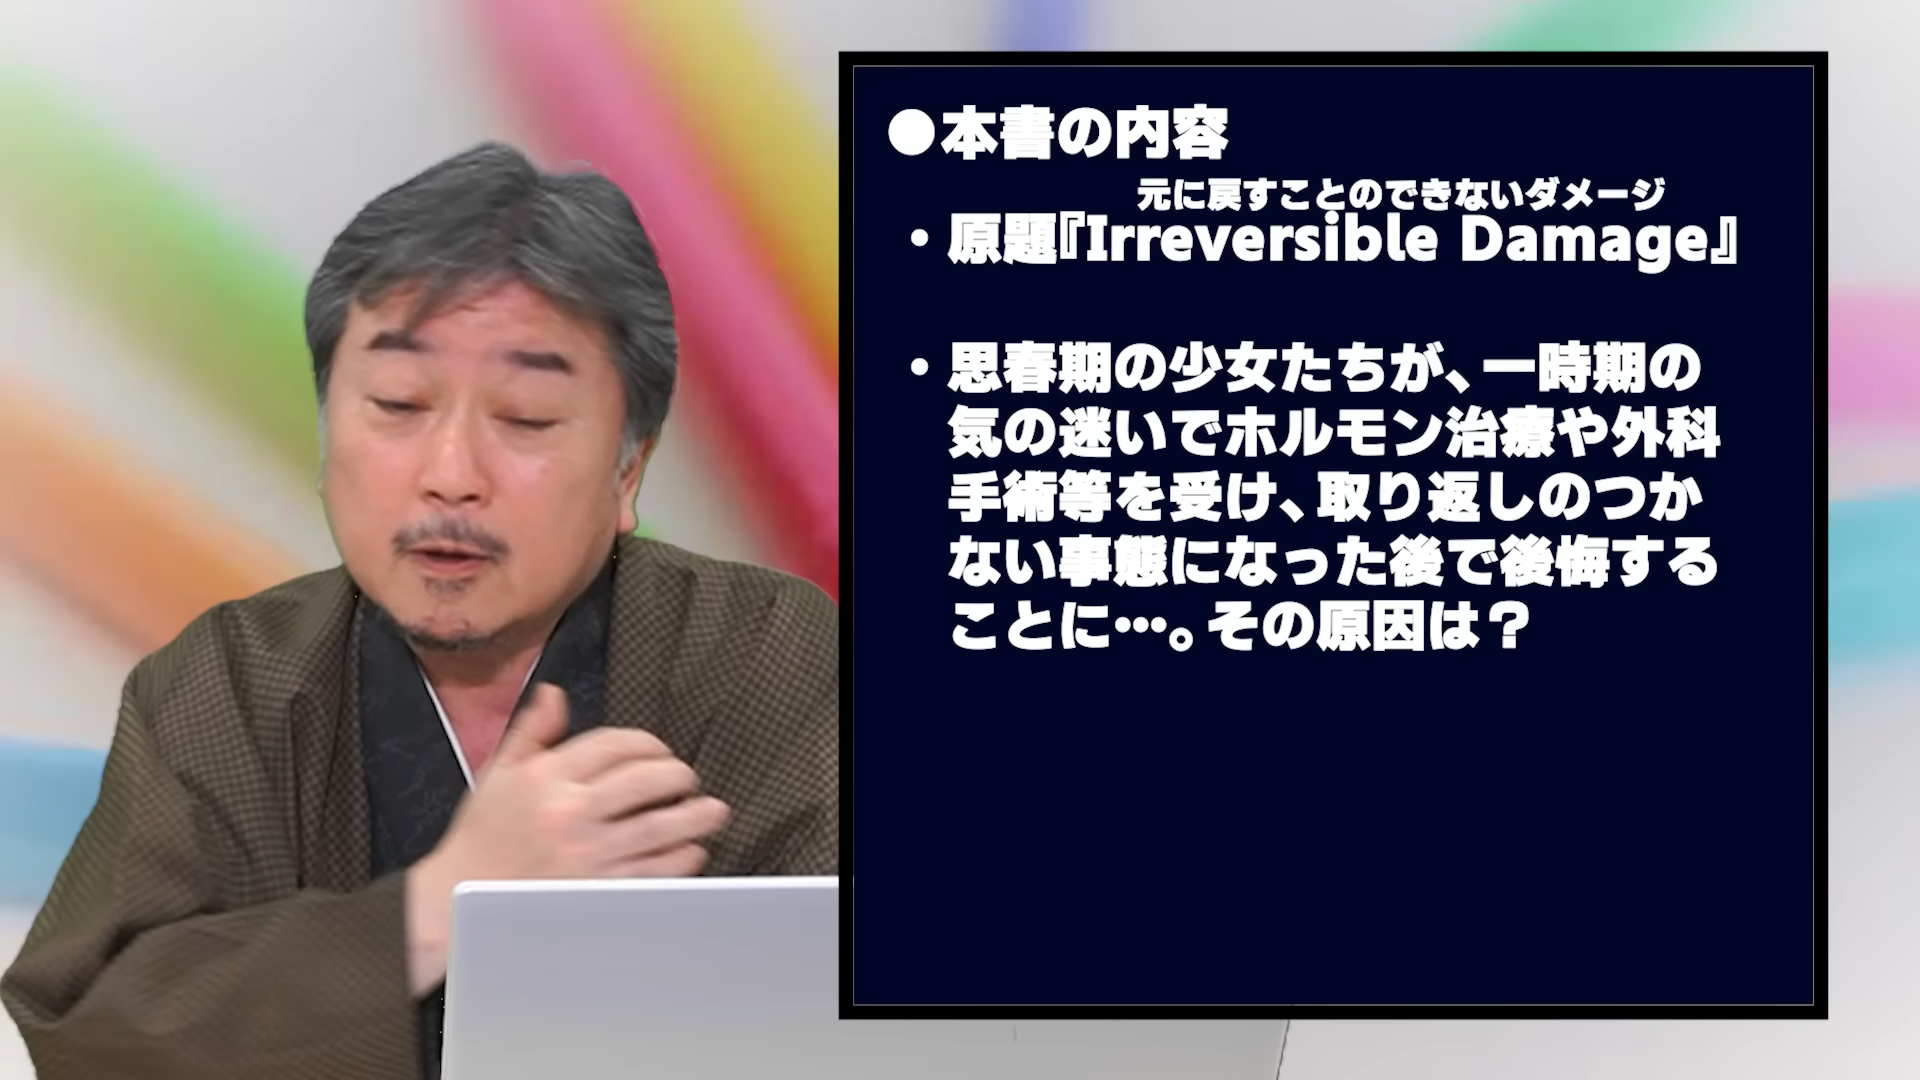 ●本書の内容
元に戻すことのできないダメージ
・原題『Irreversible Damage』
・思春期の少女たちが、一時期の
気の迷いでホルモン治療や外科
手術等を受け、取り返しのつか
ない事態になった後で後悔する
ことに…。その原因は？